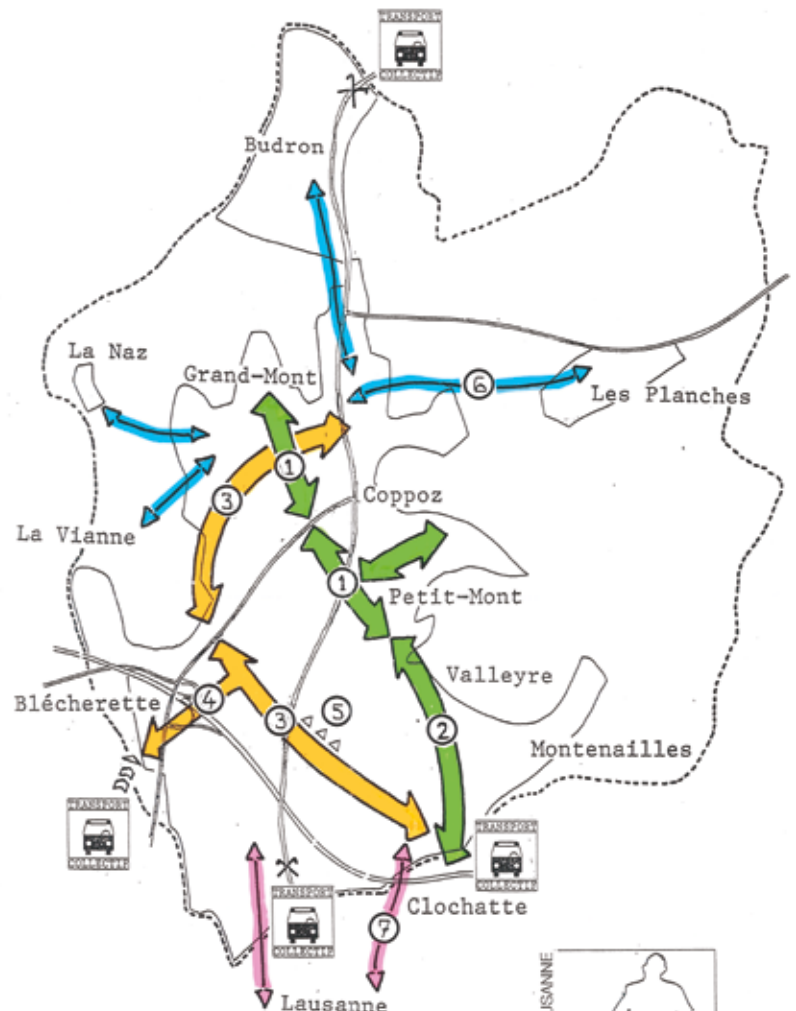 TRANSPORT
COLLECTIF
Budron
La Naz
Grand-Mont
6
Les Planches
1
3
Coppoz
La Vianne
1
Petit-Mont
Valleyre
Blécherette
4
3
5
2
Montenailles
TRANSPORT
COLLECTIF
TRANSPORT
COLLECTIF
TRANSPORT
COLLECTIF
Clochatte
7
Lausanne
USANNE